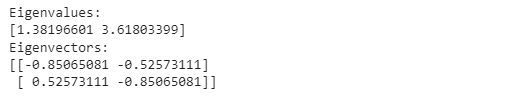 Eigenvalues:
[1.38196601 3.61803399]
Eigenvectors:
[[-0.85065081 -0.52573111]
 [ 0.52573111 -0.85065081]]